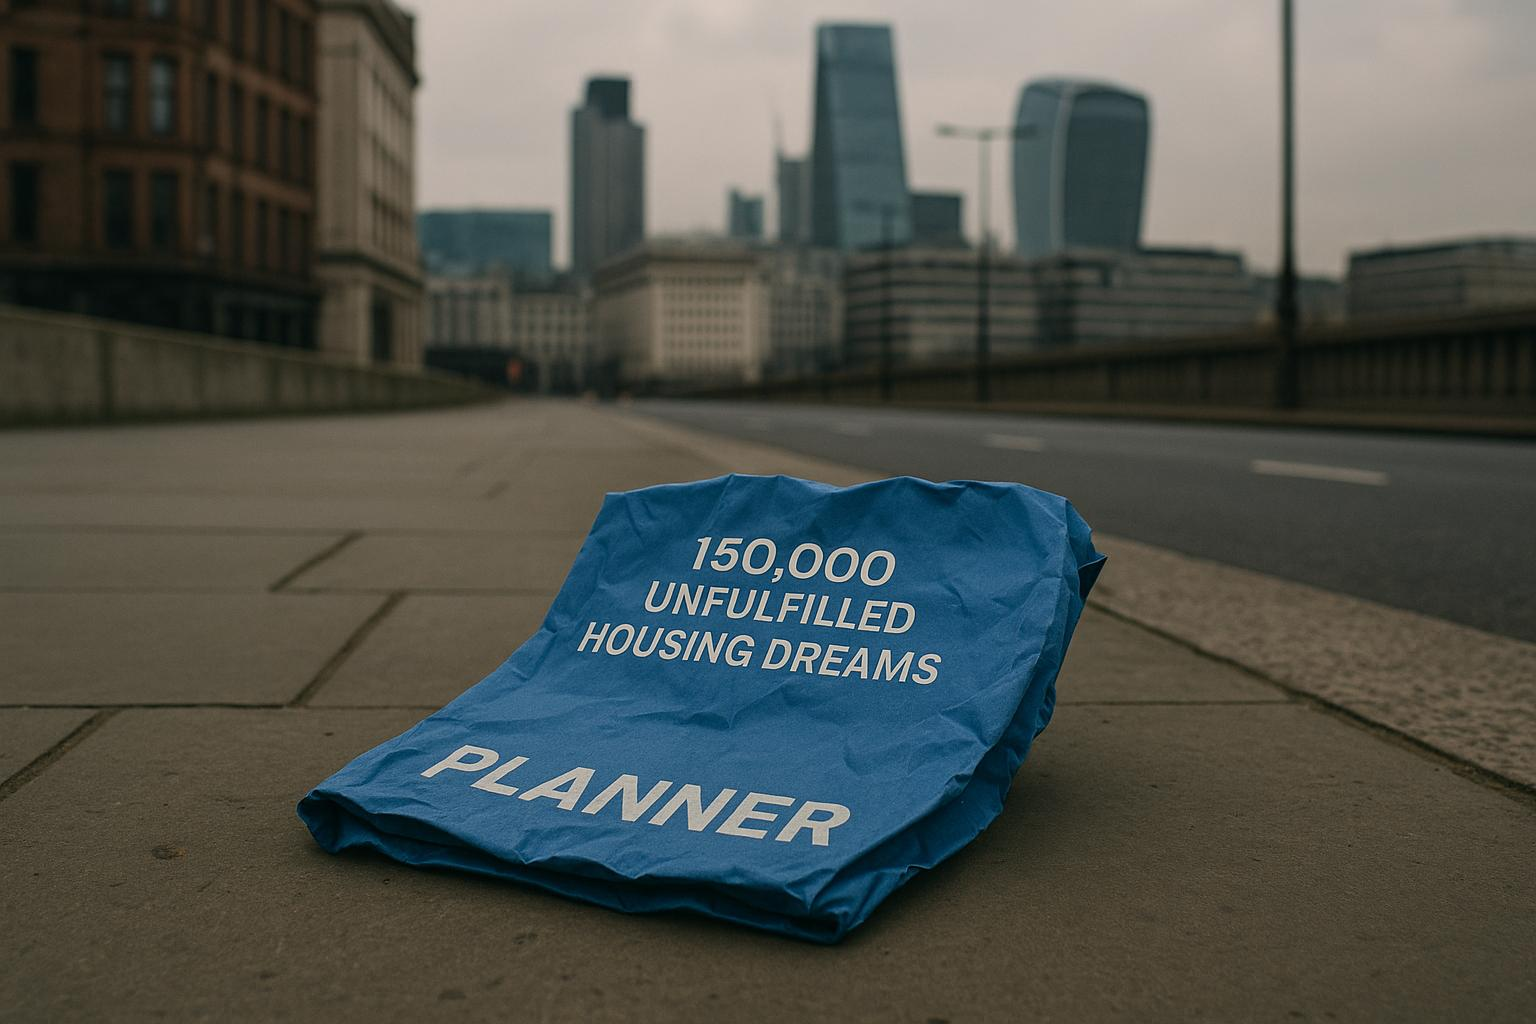 150,000
UNFULFILLED
HOUSING DREAMS
PLANNER